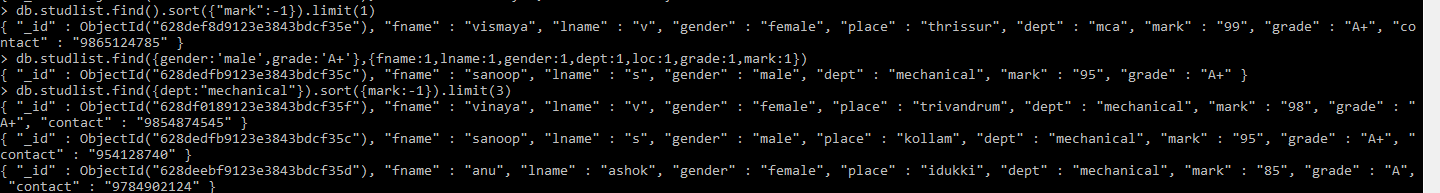 > db.studlist.find().sort({"mark":-1}).limit(1)
{ "_id" : ObjectId("628def8d9123e3843bdcf35e"), "fname" : "vismaya", "lname" : "v", "gender" : "female", "place" : "thrissur", "dept" : "mca", "mark" : "99", "grade" : "A+", "co
ntact" : "9865124785" }
> db.studlist.find({gender:'male',grade:'A+'},{fname:1,lname:1,gender:1,dept:1,loc:1,grade:1,mark:1})
{ "_id" : ObjectId("628dedfb9123e3843bdcf35c"), "fname" : "sanoop", "lname" : "s", "gender" : "male", "dept" : "mechanical", "mark" : "95", "grade" : "A+" }
> db.studlist.find({dept:"mechanical"}).sort({mark:-1}).limit(3)
{ "_id" : ObjectId("628df0189123e3843bdcf35f"), "fname" : "vinaya", "lname" : "v", "gender" : "female", "place" : "trivandrum", "dept" : "mechanical", "mark" : "98", "grade" : "
A+", "contact" : "9854874545" }
{ "_id" : ObjectId("628dedfb9123e3843bdcf35c"), "fname" : "sanoop", "lname" : "s", "gender" : "male", "place" : "kollam", "dept" : "mechanical", "mark" : "95", "grade" : "A+", "
contact" : "954128740" }
{ "_id" : ObjectId("628deebf9123e3843bdcf35d"), "fname" : "anu", "lname" : "ashok", "gender" : "female", "place" : "idukki", "dept" : "mechanical", "mark" : "85", "grade" : "A",
 "contact" : "9784902124" }